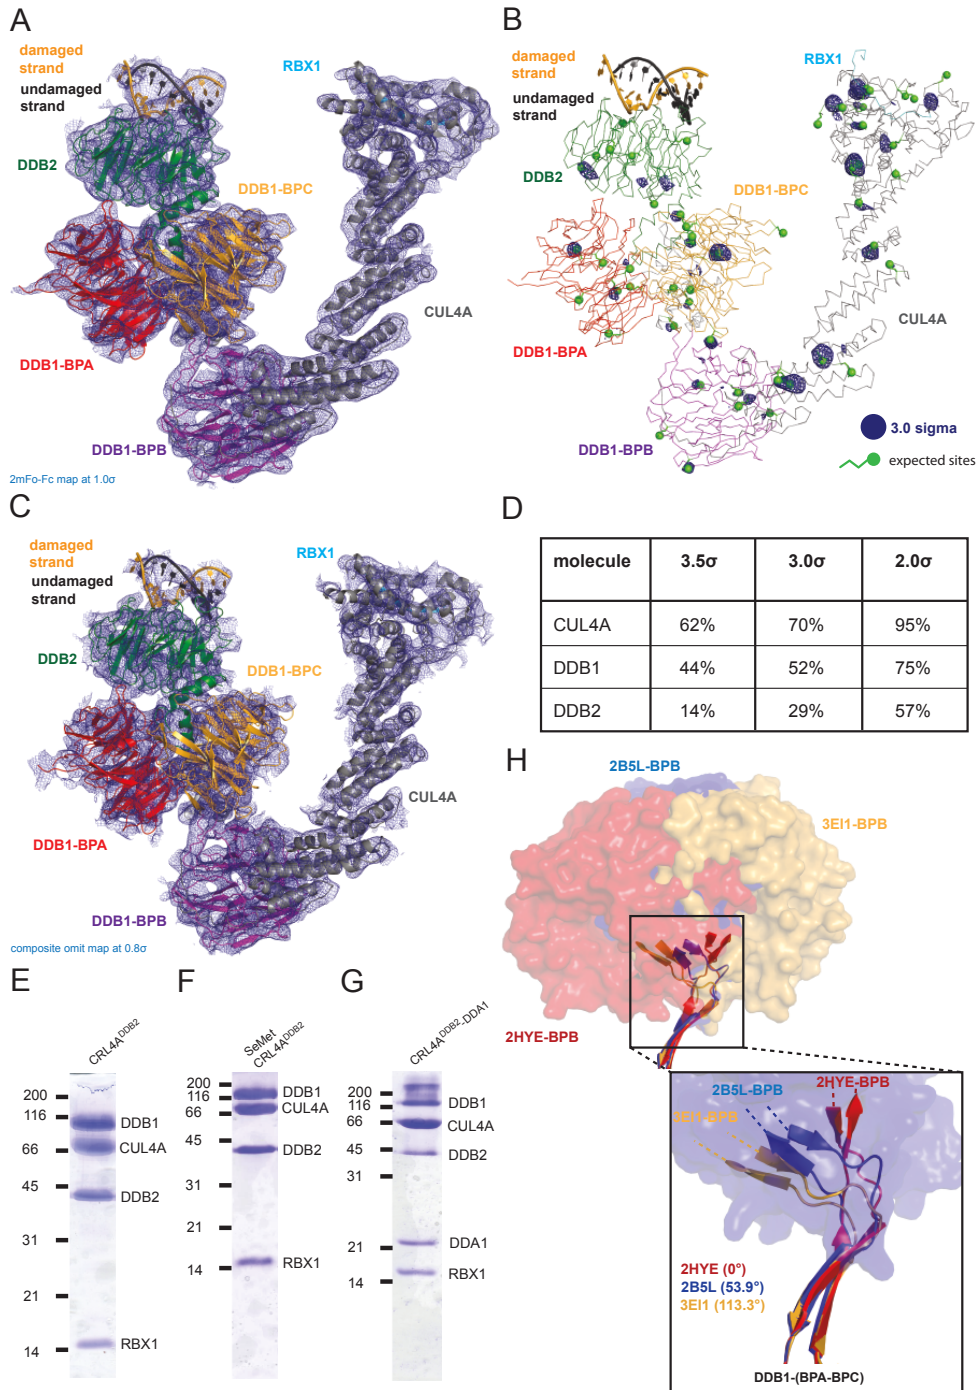 A
damaged
strand
undamaged
strand
DDB2
RBX1
DDB1-BPC
CUL4A
DDB1-BPA
DDB1-BPB
2mFo-Fc map at 1.0σ
B
damaged
strand
undamaged
strand
RBX1
DDB2
DDB1-BPC
CUL4A
DDB1-BPA
DDB1-BPB
3.0 sigma
expected sites
C
damaged
strand
undamaged
strand
RBX1
DDB2
DDB1-BPC
CUL4A
DDB1-BPA
DDB1-BPB
composite omit map at 0.8σ
D
molecule 3.5σ 3.0σ 2.0σ
CUL4A 62% 70% 95%
DDB1 44% 52% 75%
DDB2 14% 29% 57%
E
CRL4A^DDB2
200
116
66
45
31
21
14
DDB1
CUL4A
DDB2
RBX1
F
SeMet
CRL4A^DDB2
200
116
66
45
31
21
14
DDB1
CUL4A
DDB2
RBX1
G
CRL4A^DDB2-DDA1
200
116
66
45
31
21
14
DDB1
CUL4A
DDB2
DDA1
RBX1
H
2B5L-BPB
3EI1-BPB
2HYE-BPB
2HYE-BPB
2B5L-BPB
3EI1-BPB
2HYE (0°)
2B5L (53.9°)
3EI1 (113.3°)
DDB1-(BPA-BPC)